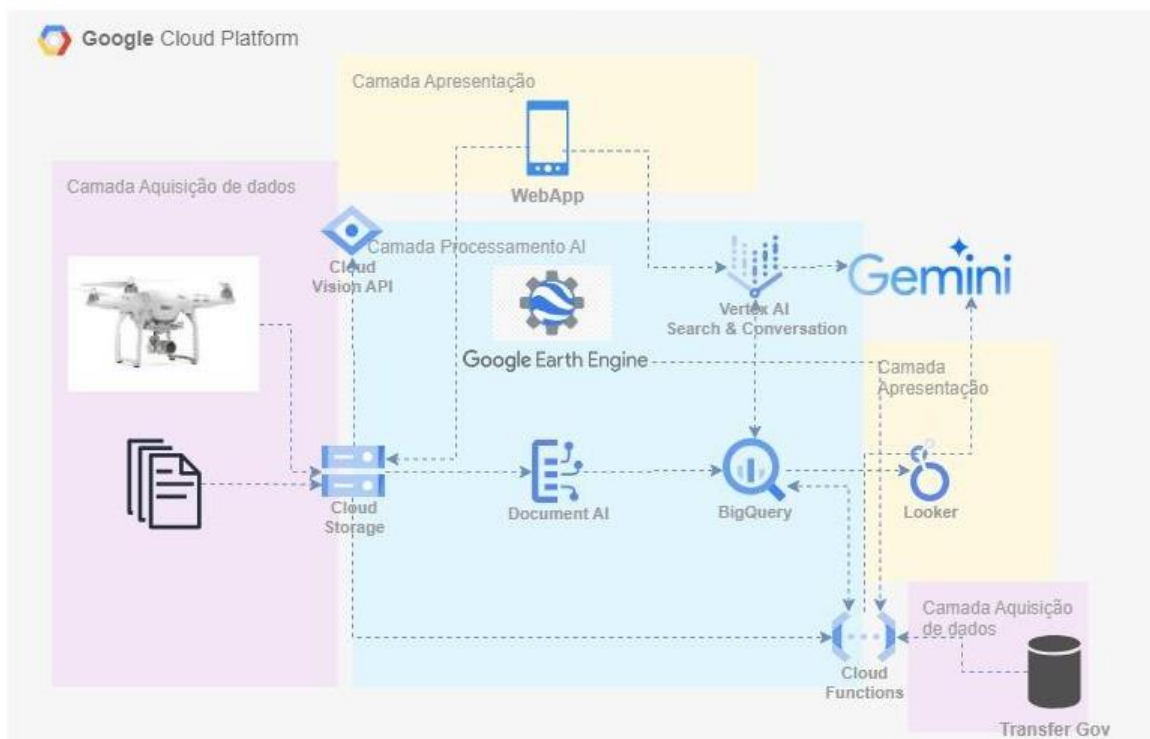 Google Cloud Platform
Camada Apresentação
WebApp
Camada Aquisição de dados
Camada Processamento AI
Cloud
Vision API
Google Earth Engine
Vertex AI
Search & Conversation
Gemini
Camada
Apresentação
Cloud
Storage
Document AI
BigQuery
Looker
Camada Aquisição
de dados
Cloud
Functions
Transfer Gov